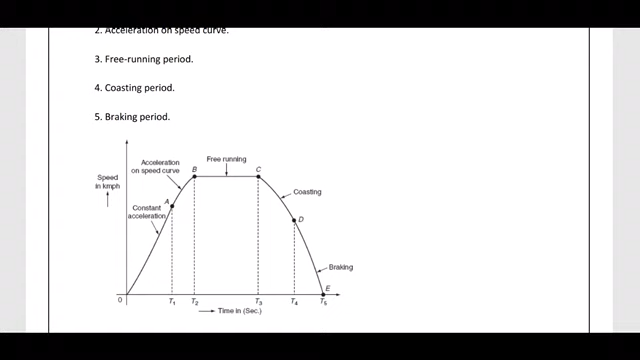 2. Acceleration on speed curve.
3. Free-running period.
4. Coasting period.
5. Braking period.
Acceleration
on speed curve
B
Free running
C
Speed
in kmph
Coasting
A
Constant
acceleration
D
Braking
E
0
T1
T2
T3
T4
T5
Time in (Sec.)